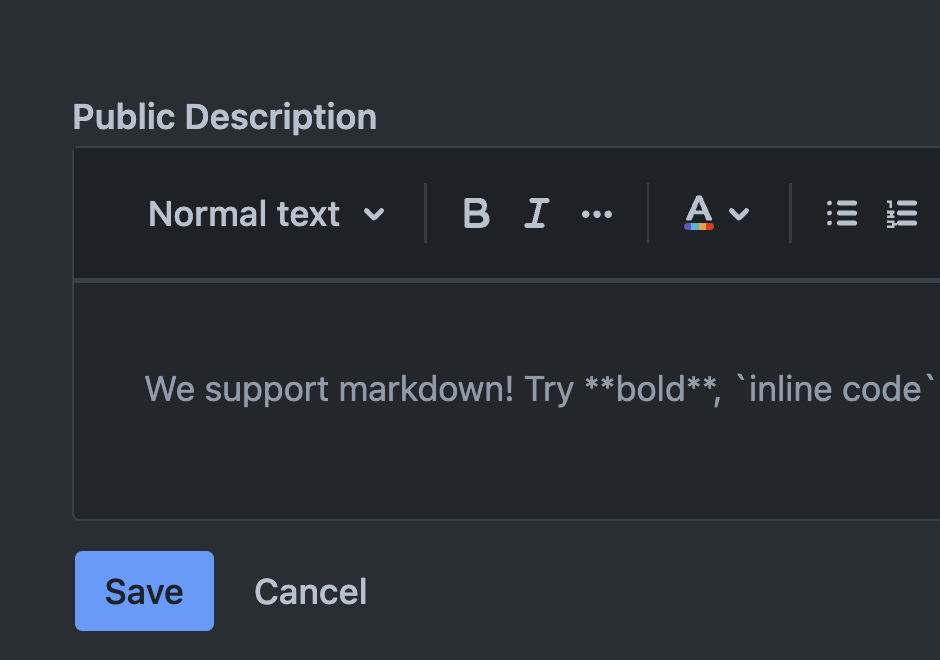 Public Description
Normal text B I A
We support markdown! Try **bold**, `inline code`
Save Cancel